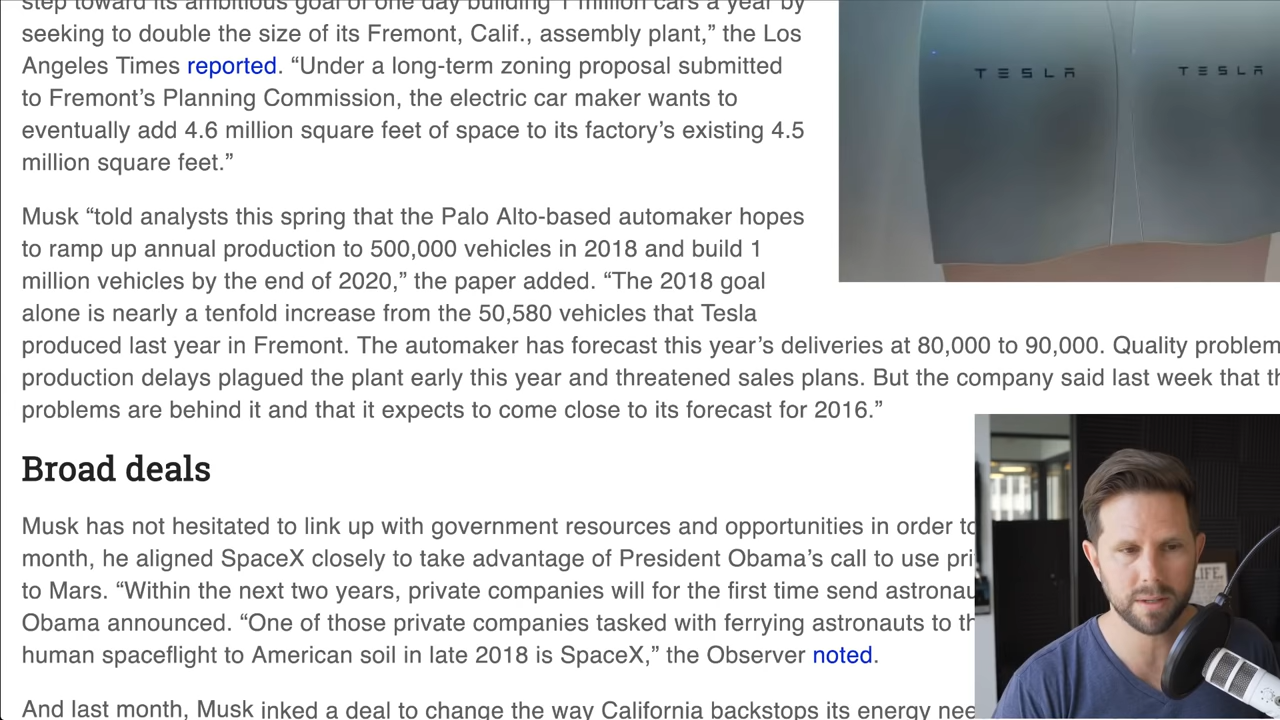 step toward its ambitious goal of one day building 1 million cars a year by
seeking to double the size of its Fremont, Calif., assembly plant,” the Los
Angeles Times reported. “Under a long-term zoning proposal submitted
to Fremont’s Planning Commission, the electric car maker wants to
eventually add 4.6 million square feet of space to its factory’s existing 4.5
million square feet.”
TESLA
TESLA
Musk “told analysts this spring that the Palo Alto-based automaker hopes
to ramp up annual production to 500,000 vehicles in 2018 and build 1
million vehicles by the end of 2020,” the paper added. “The 2018 goal
alone is nearly a tenfold increase from the 50,580 vehicles that Tesla
produced last year in Fremont. The automaker has forecast this year’s deliveries at 80,000 to 90,000. Quality problem
production delays plagued the plant early this year and threatened sales plans. But the company said last week that th
problems are behind it and that it expects to come close to its forecast for 2016.”
Broad deals
Musk has not hesitated to link up with government resources and opportunities in order to
month, he aligned SpaceX closely to take advantage of President Obama’s call to use pri
to Mars. “Within the next two years, private companies will for the first time send astronau
Obama announced. “One of those private companies tasked with ferrying astronauts to th
human spaceflight to American soil in late 2018 is SpaceX,” the Observer noted.
And last month, Musk inked a deal to change the way California backstops its energy nee
LIFE.